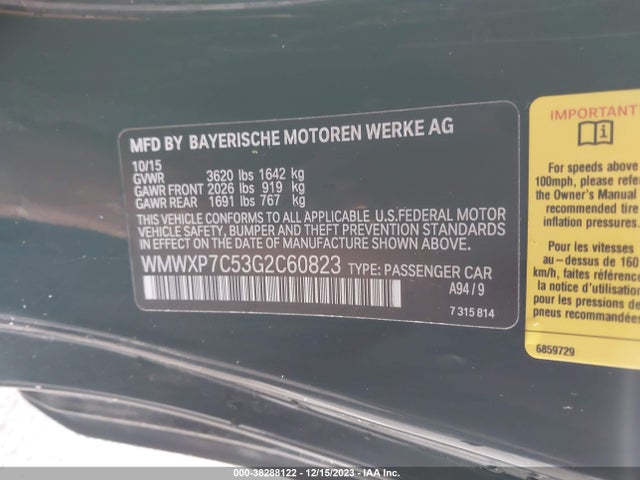 MFD BY BAYERISCHE MOTOREN WERKE AG
10/15
GVWR 3620 lbs 1642 kg
GAWR FRONT 2026 lbs 919 kg
GAWR REAR 1691 lbs 767 kg
THIS VEHICLE CONFORMS TO ALL APPLICABLE U.S.FEDERAL MOTOR
VEHICLE SAFETY, BUMPER AND THEFT PREVENTION STANDARDS
IN EFFECT ON THE DATE OF MANUFACTURE SHOWN ABOVE.
WMWXP7C53G2C60823 TYPE: PASSENGER CAR
A94 / 9
7 315 814
IMPORTANT
i
For speeds above
100mph, please refer
the Owner's Manual
recommended tire
inflation pressures.
Pour les vitesses
au-dessus de 160
km/h, faites référence
la notice d'utilisation
pour les pressions de
pneus recommandées
6859729
000-38288122 - 12/15/2023 - IAA Inc.